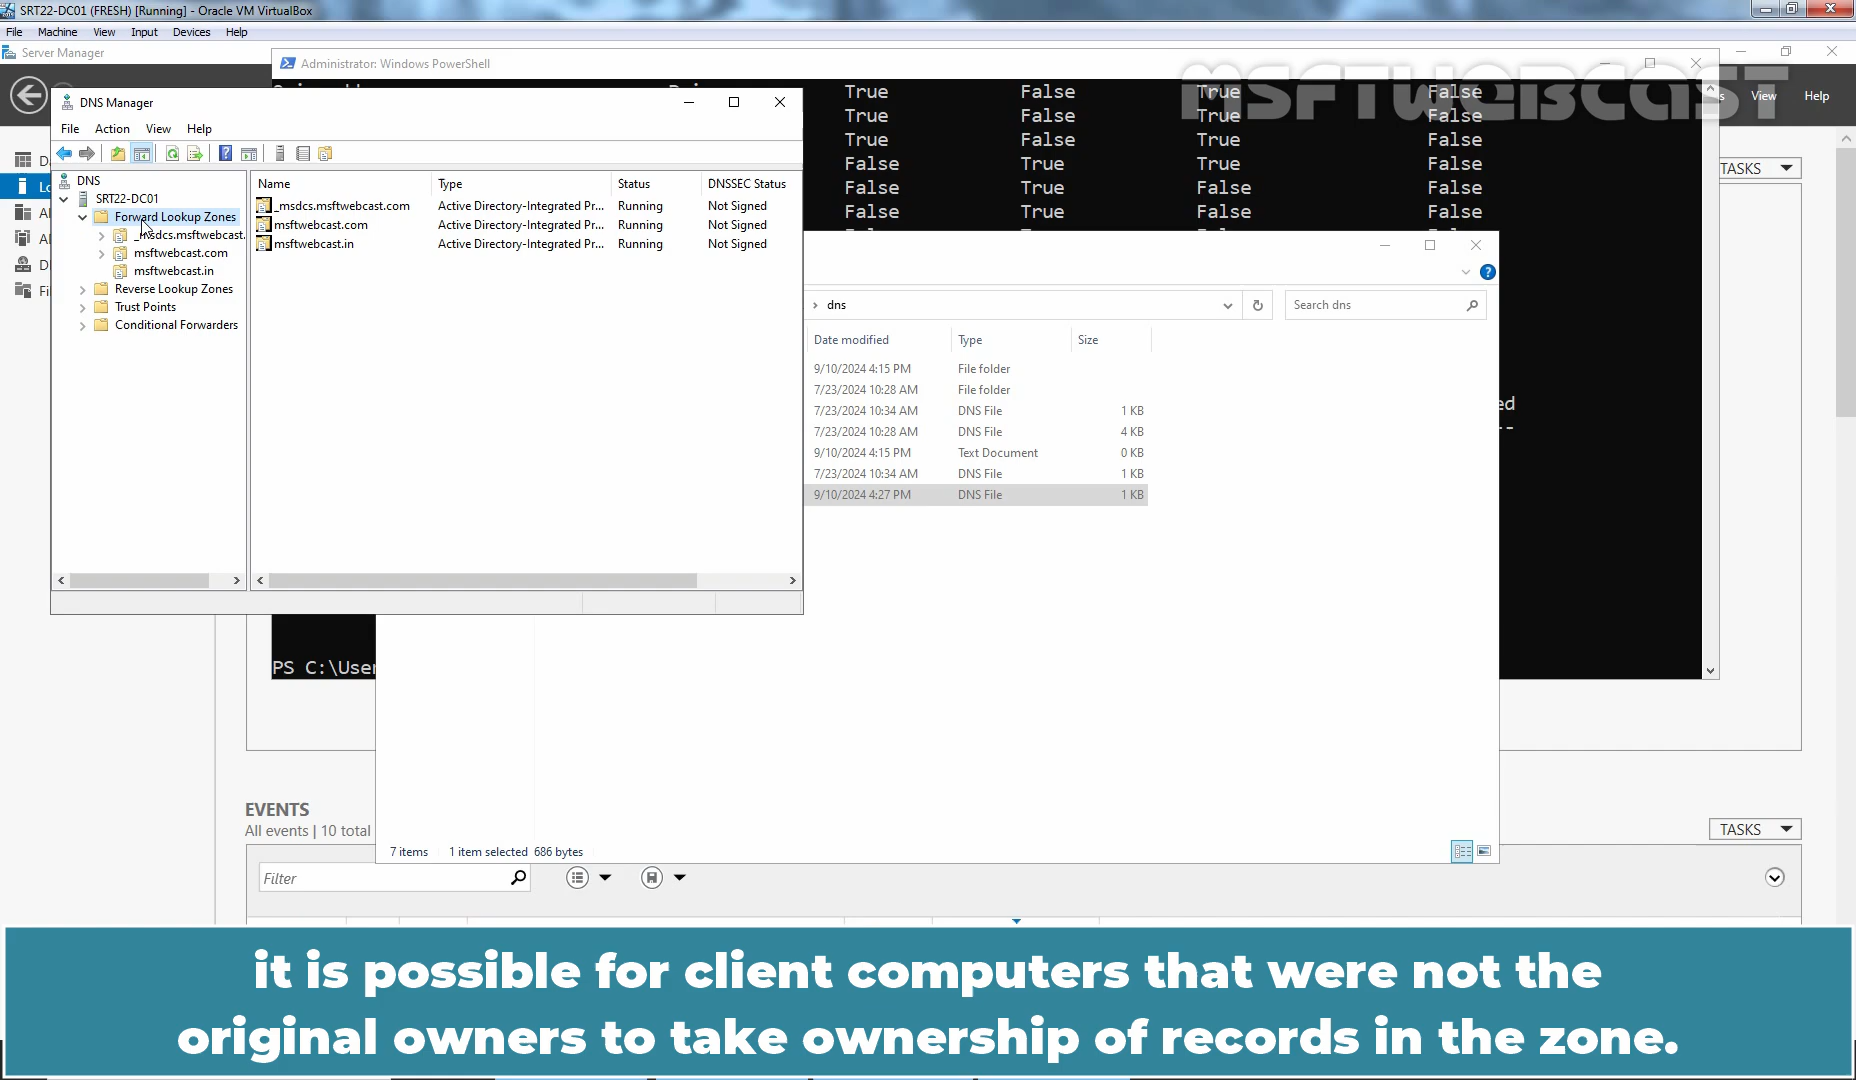 SRT22-DC01 (FRESH) [Running] - Oracle VM VirtualBox
File Machine View Input Devices Help
Server Manager
Administrator: Windows PowerShell
MSFTWEBCAST
True False True False
True False True False
True False True False
False True False True False
False True True False
False True True False
View Help
DNS Manager
File Action View Help
DNS
SRT22-DC01
Forward Lookup Zones
_msdcs.msftwebcast.
msftwebcast.com
msftwebcast.in
Reverse Lookup Zones
Trust Points
Conditional Forwarders
Name Type Status DNSSEC Status
_msdcs.msftwebcast.com Active Directory-Integrated Pr... Running Not Signed
msftwebcast.com Active Directory-Integrated Pr... Running Not Signed
msftwebcast.in Active Directory-Integrated Pr... Running Not Signed
TASKS
dns
Search dns
Date modified Type Size
9/10/2024 4:15 PM File folder
7/23/2024 10:28 AM File folder
7/23/2024 10:34 AM DNS File 1 KB
7/23/2024 10:28 AM DNS File 4 KB
9/10/2024 4:15 PM Text Document 0 KB
7/23/2024 10:34 AM DNS File 1 KB
9/10/2024 4:27 PM DNS File 1 KB
ed
--
PS C:\User
7 items 1 item selected 686 bytes
EVENTS
All events | 10 total
TASKS
Filter
it is possible for client computers that were not the
original owners to take ownership of records in the zone.